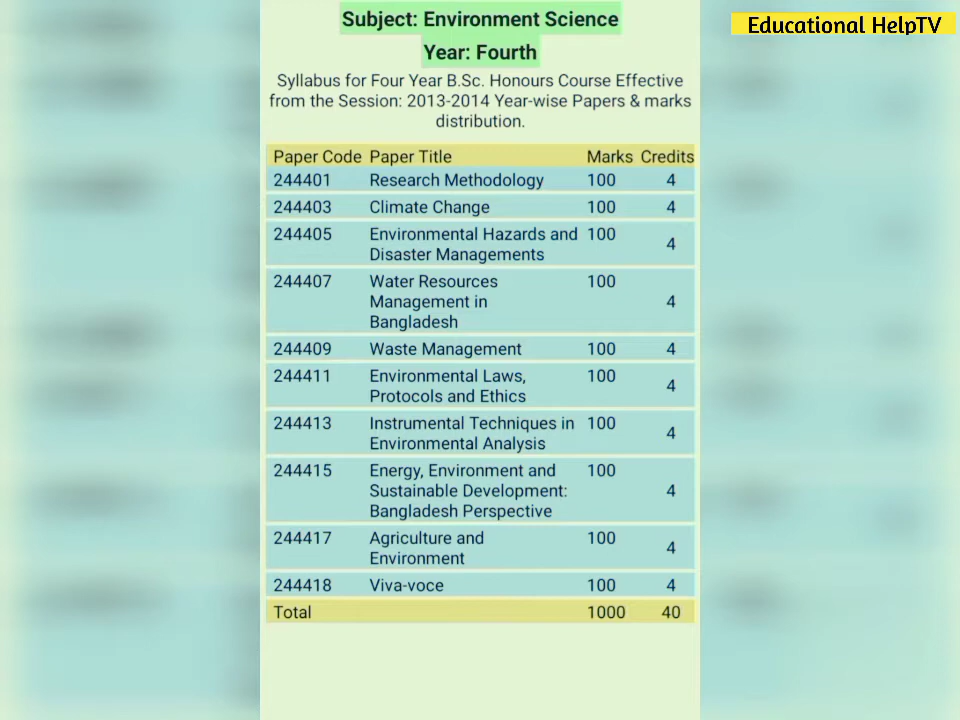 Subject: Environment Science
Educational HelpTV
Year: Fourth
Syllabus for Four Year B.Sc. Honours Course Effective
from the Session: 2013-2014 Year-wise Papers & marks
distribution.
Paper Code Paper Title Marks Credits
244401 Research Methodology 100 4
244403 Climate Change 100 4
244405 Environmental Hazards and 100
Disaster Managements 4
244407 Water Resources 100
Management in 4
Bangladesh
244409 Waste Management 100 4
244411 Environmental Laws, 100
Protocols and Ethics 4
244413 Instrumental Techniques in 100
Environmental Analysis 4
244415 Energy, Environment and 100
Sustainable Development: 4
Bangladesh Perspective
244417 Agriculture and 100
Environment 4
244418 Viva-voce 100 4
Total 1000 40